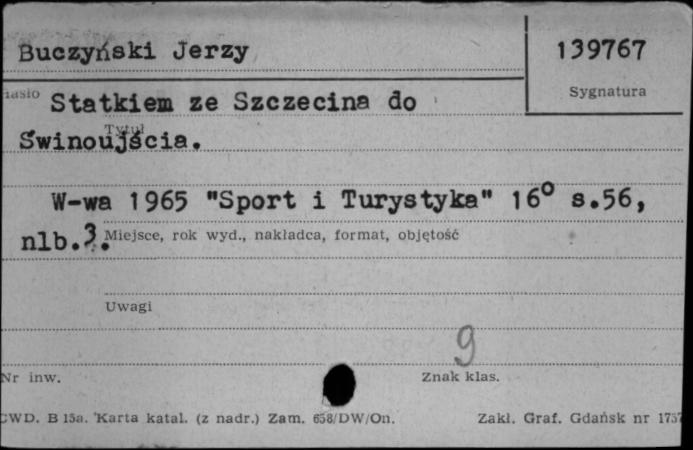 Buczyński Jerzy
139767
Sygnatura
Hasło
Statkiem ze Szczecina do
Tytuł
Świnoujścia.
W-wa 1965 "Sport i Turystyka" 16° s.56,
nlb.3.
Miejsce, rok wyd., nakładca, format, objętość
Uwagi
9
Nr inw.
Znak klas.
CWD. B 15a. Karta katal. (z nadr.) Zam. 658/DW/On.
Zakł. Graf. Gdańsk nr